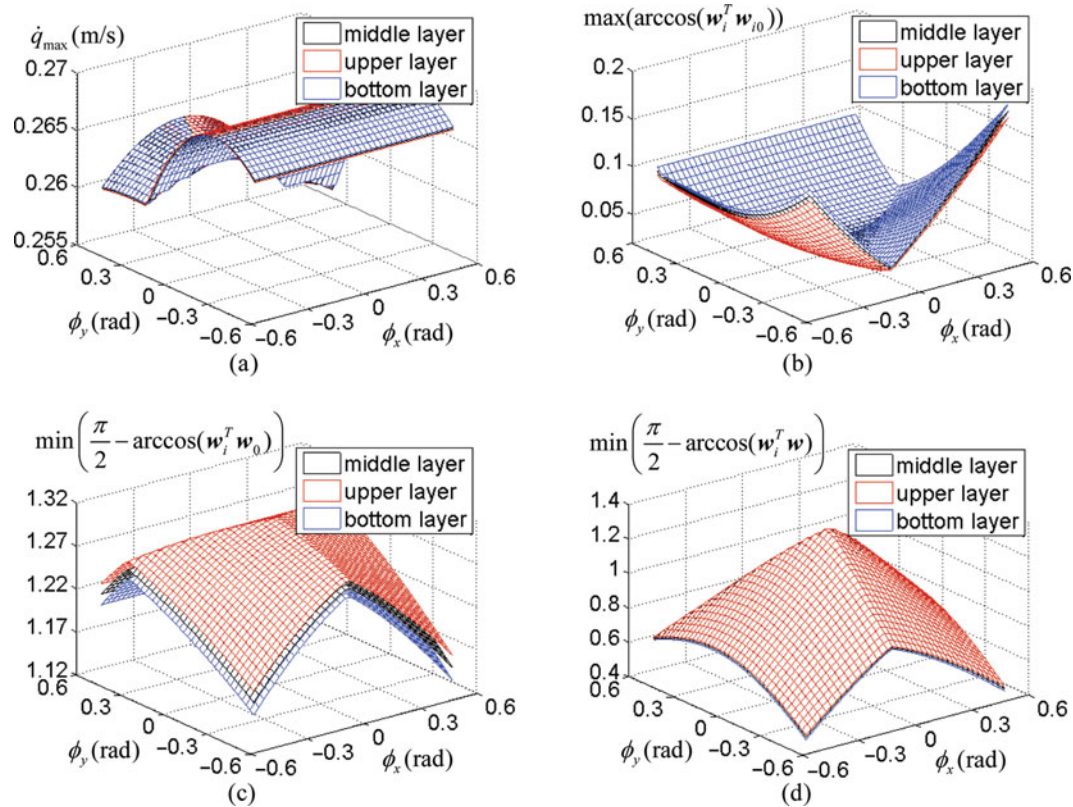 q̇max (m/s)
middle layer
upper layer
bottom layer
0.27
0.265
0.26
0.255
0.6
0.3
0
−0.3
−0.6
ϕy (rad)
−0.6
−0.3
0
0.3
0.6
ϕx (rad)
(a)
max(arccos(wiᵀwi0))
middle layer
upper layer
bottom layer
0.2
0.15
0.1
0.05
0.6
0.3
0
−0.3
−0.6
ϕy (rad)
−0.6
−0.3
0
0.3
0.6
ϕx (rad)
(b)
min(π/2 − arccos(wiᵀw0))
middle layer
upper layer
bottom layer
1.32
1.27
1.22
1.17
1.12
0.6
0.3
0
−0.3
−0.6
ϕy (rad)
−0.6
−0.3
0
0.3
0.6
ϕx (rad)
(c)
min(π/2 − arccos(wiᵀw))
middle layer
upper layer
bottom layer
1.4
1.2
1
0.8
0.6
0.4
0.6
0.3
0
−0.3
−0.6
ϕy (rad)
−0.6
−0.3
0
0.3
0.6
ϕx (rad)
(d)